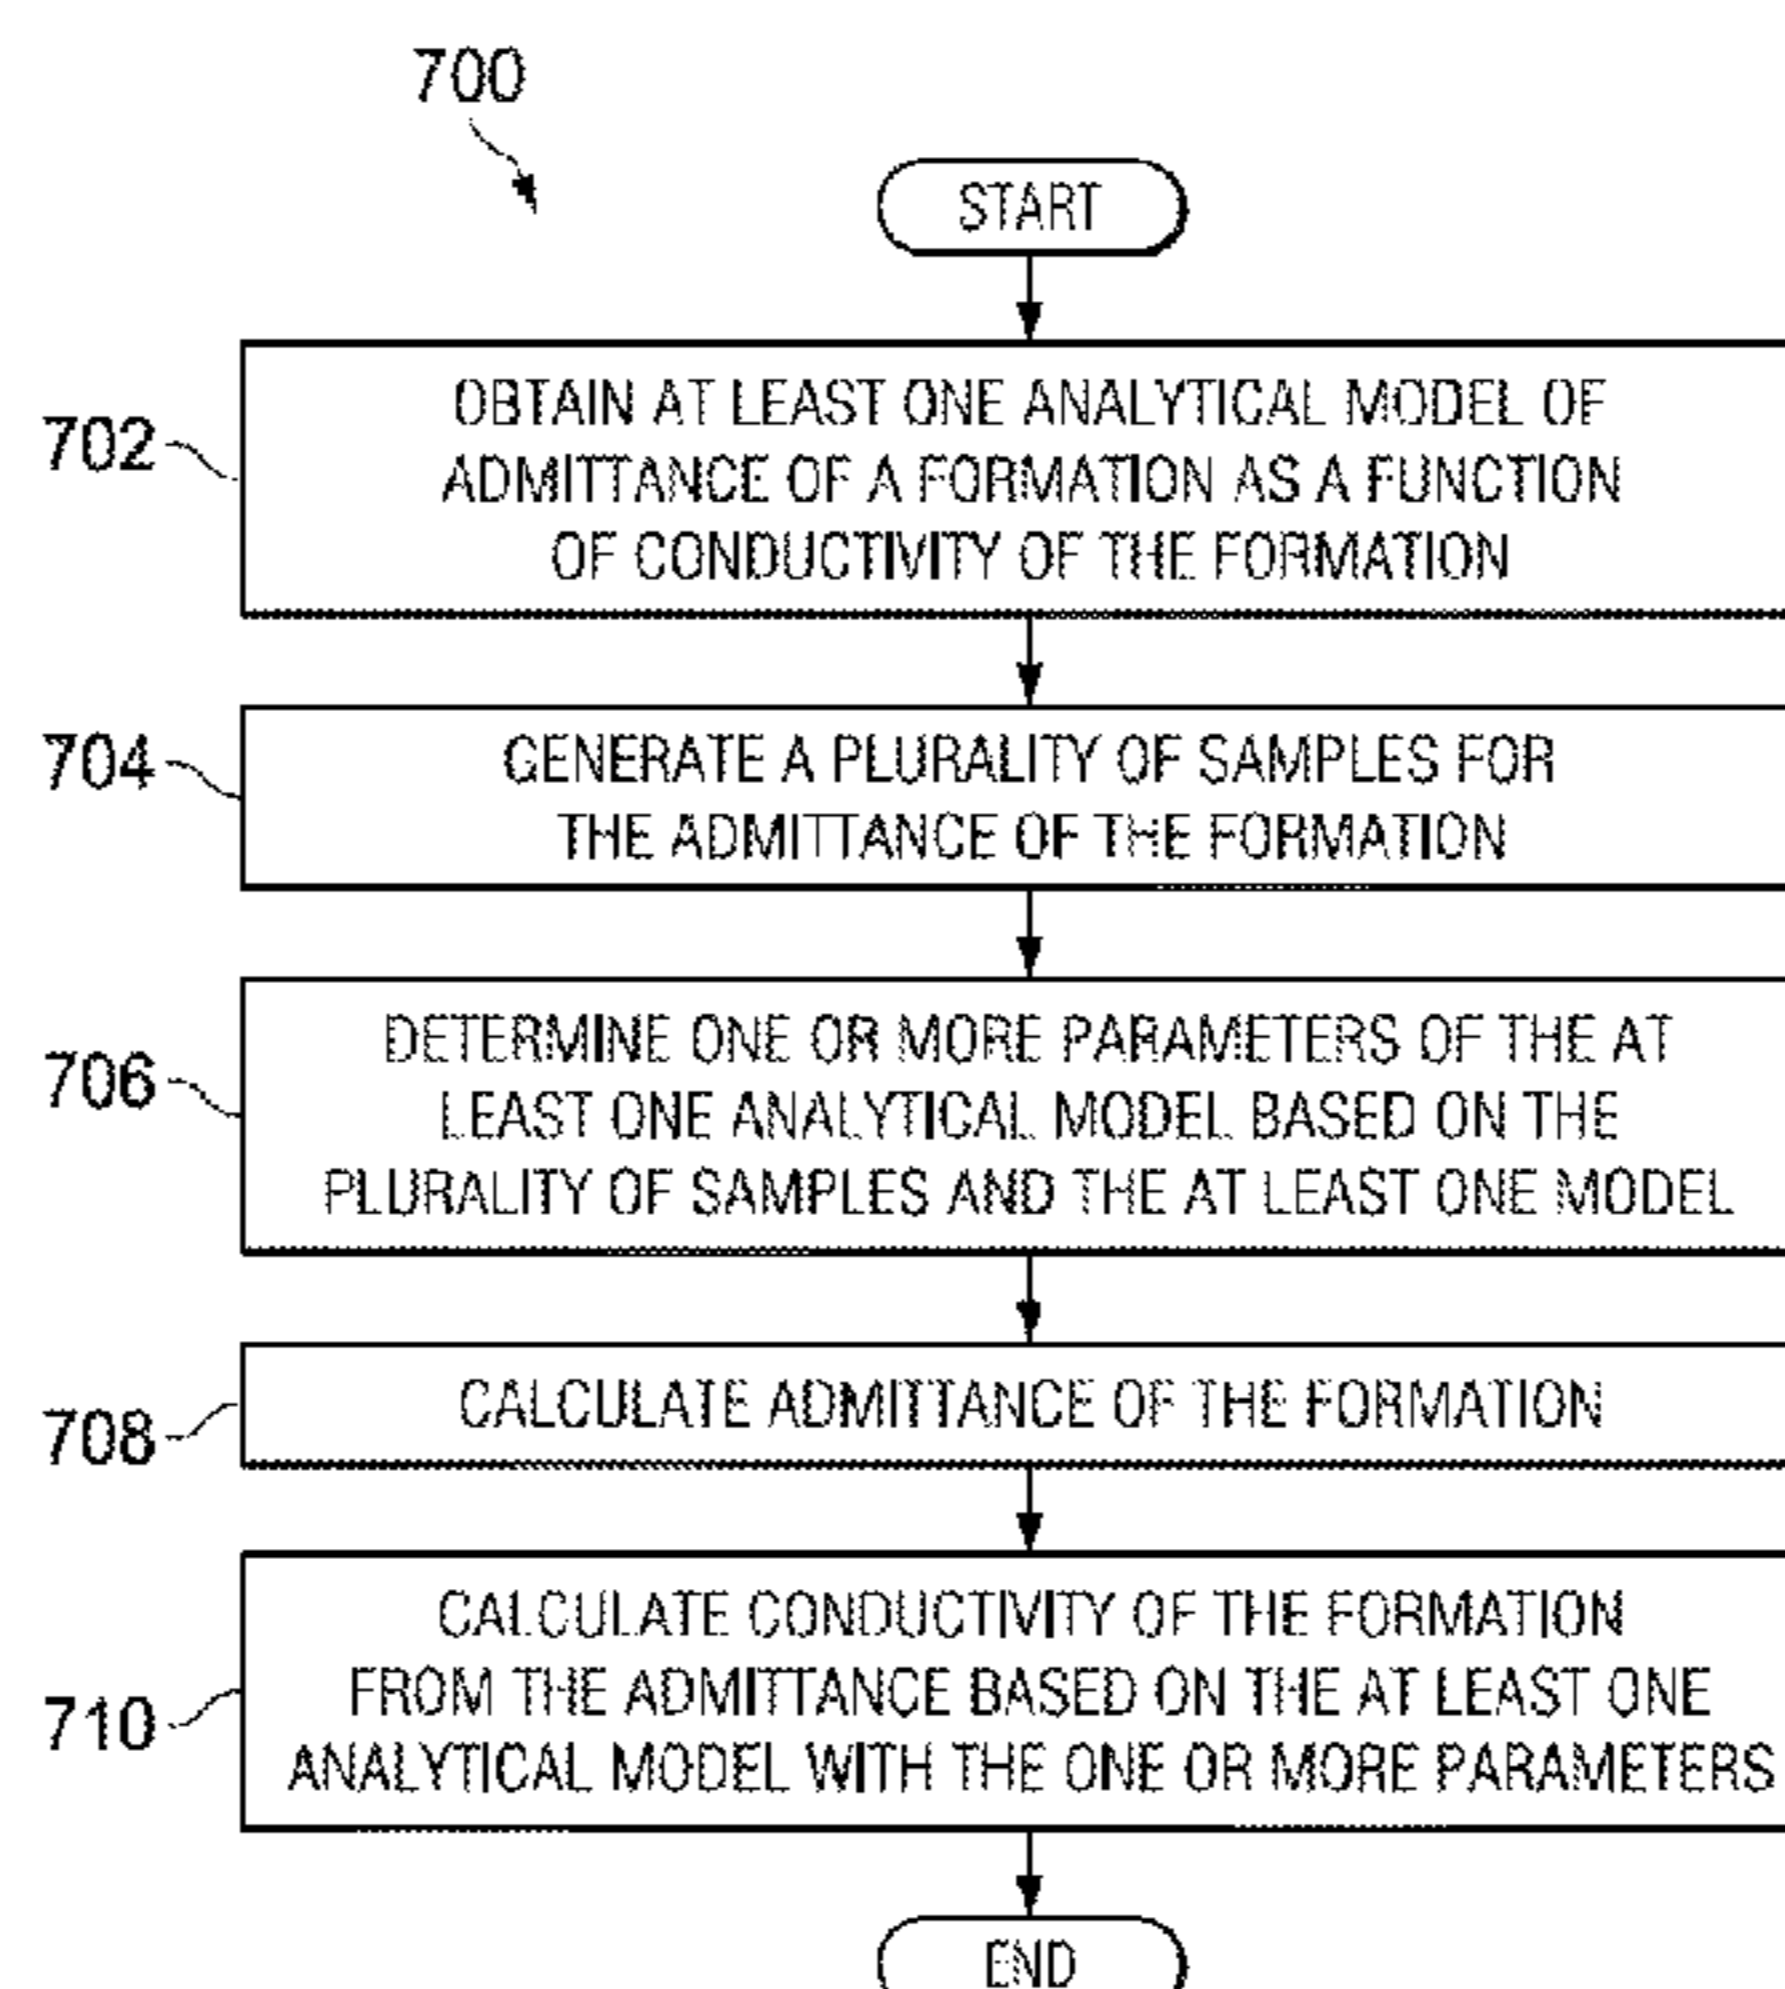 700
START
702
OBTAIN AT LEAST ONE ANALYTICAL MODEL OF
ADMITTANCE OF A FORMATION AS A FUNCTION
OF CONDUCTIVITY OF THE FORMATION
704
GENERATE A PLURALITY OF SAMPLES FOR
THE ADMITTANCE OF THE FORMATION
706
DETERMINE ONE OR MORE PARAMETERS OF THE AT
LEAST ONE ANALYTICAL MODEL BASED ON THE
PLURALITY OF SAMPLES AND THE AT LEAST ONE MODEL
708
CALCULATE ADMITTANCE OF THE FORMATION
710
CALCULATE CONDUCTIVITY OF THE FORMATION
FROM THE ADMITTANCE BASED ON THE AT LEAST ONE
ANALYTICAL MODEL WITH THE ONE OR MORE PARAMETERS
END